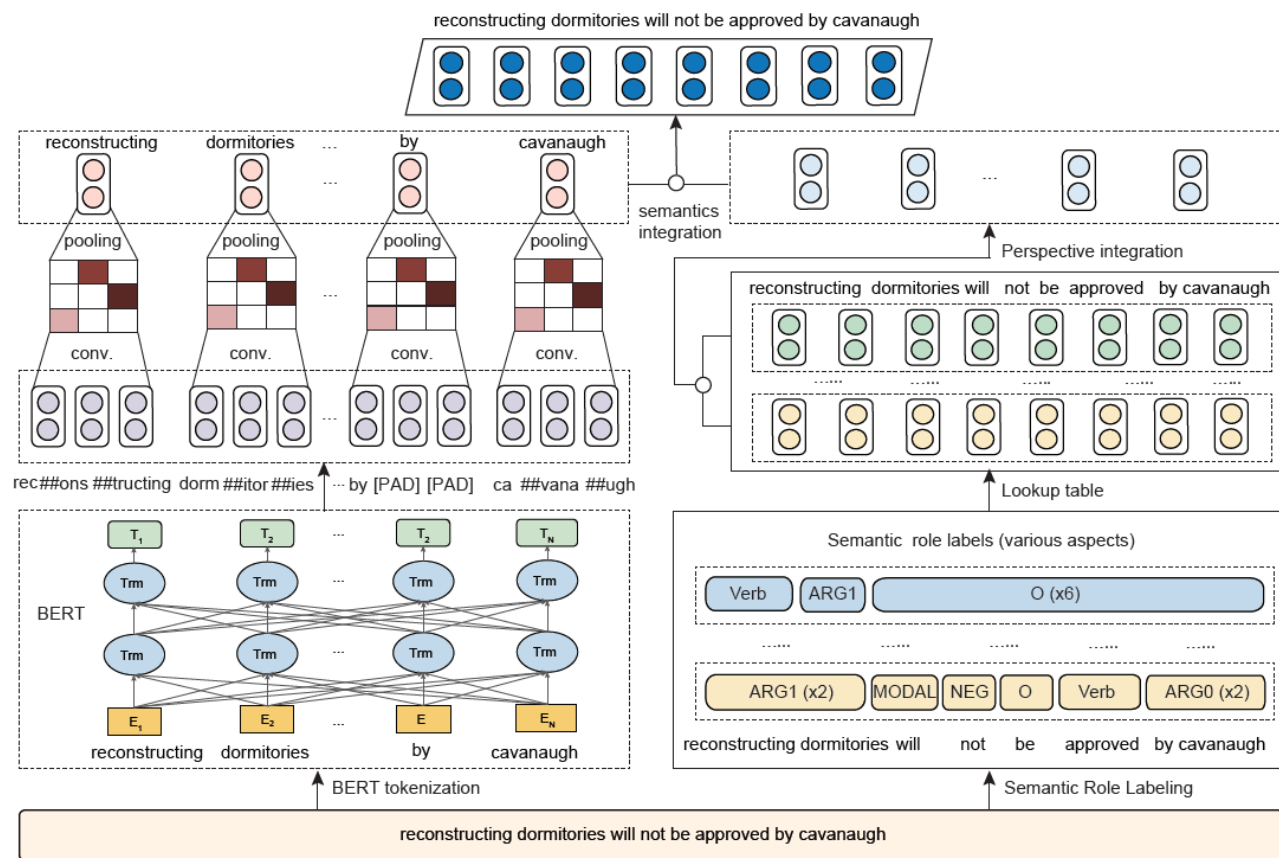 reconstructing dormitories will not be approved by cavanaugh
reconstructing dormitories ... by cavanaugh
...
...
semantics
integration
Perspective integration
pooling pooling pooling pooling
...
conv. conv. conv. conv.
...
rec##ons ##tructing dorm ##itor ##ies ... by [PAD] [PAD] ca ##vana ##ugh
reconstructing dormitories will not be approved by cavanaugh
...... ...... ...... ...... ......
Lookup table
BERT
T1 T2 ... T2 TN
Trm Trm ... Trm Trm
Trm Trm ... Trm Trm
E1 E2 ... E EN
reconstructing dormitories by cavanaugh
Semantic role labels (various aspects)
Verb ARG1 O (x6)
...... ...... ...... ...... ......
ARG1 (x2) MODAL NEG O Verb ARG0 (x2)
reconstructing dormitories will not be approved by cavanaugh
BERT tokenization
Semantic Role Labeling
reconstructing dormitories will not be approved by cavanaugh